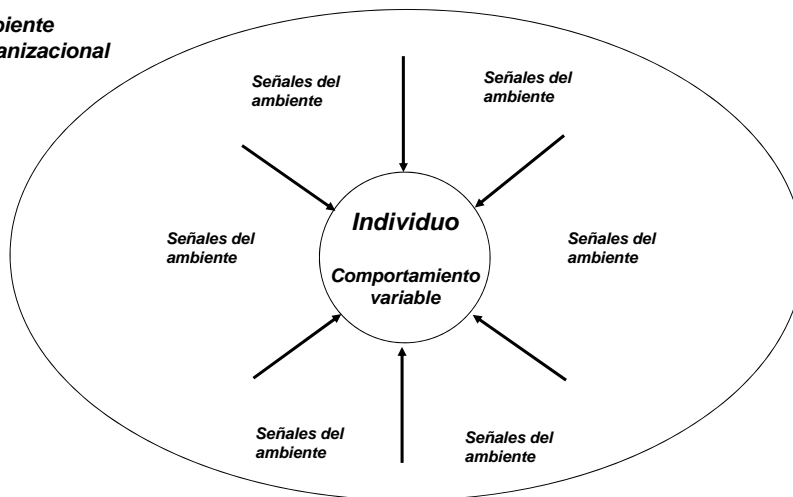 biente
anizacional
Señales del
ambiente
Señales del
ambiente
Individuo
Señales del
ambiente
Señales del
ambiente
Comportamiento
variable
Señales del
ambiente
Señales del
ambiente